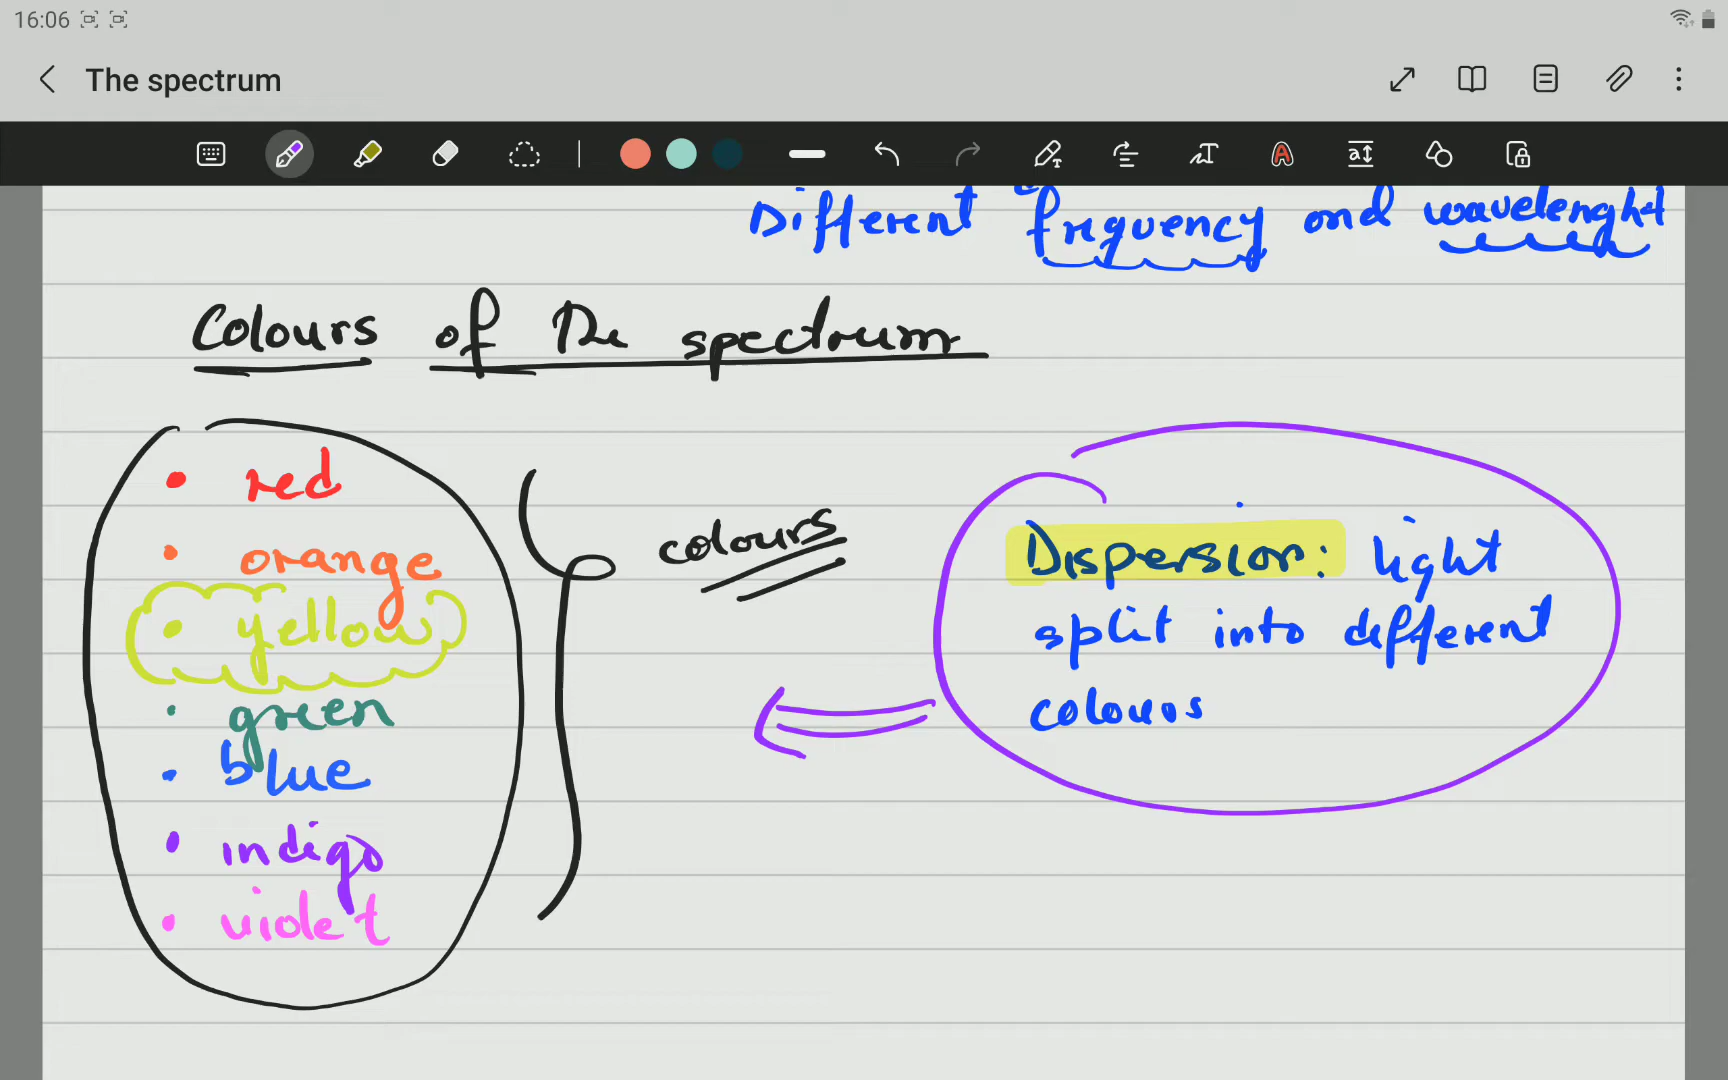 16:06
The spectrum
Different frequency and wavelenght
Colours of the spectrum
• red
• orange
• yellow
• green
• blue
• indigo
• violet
colours
Dispersion: light
split into different
colours